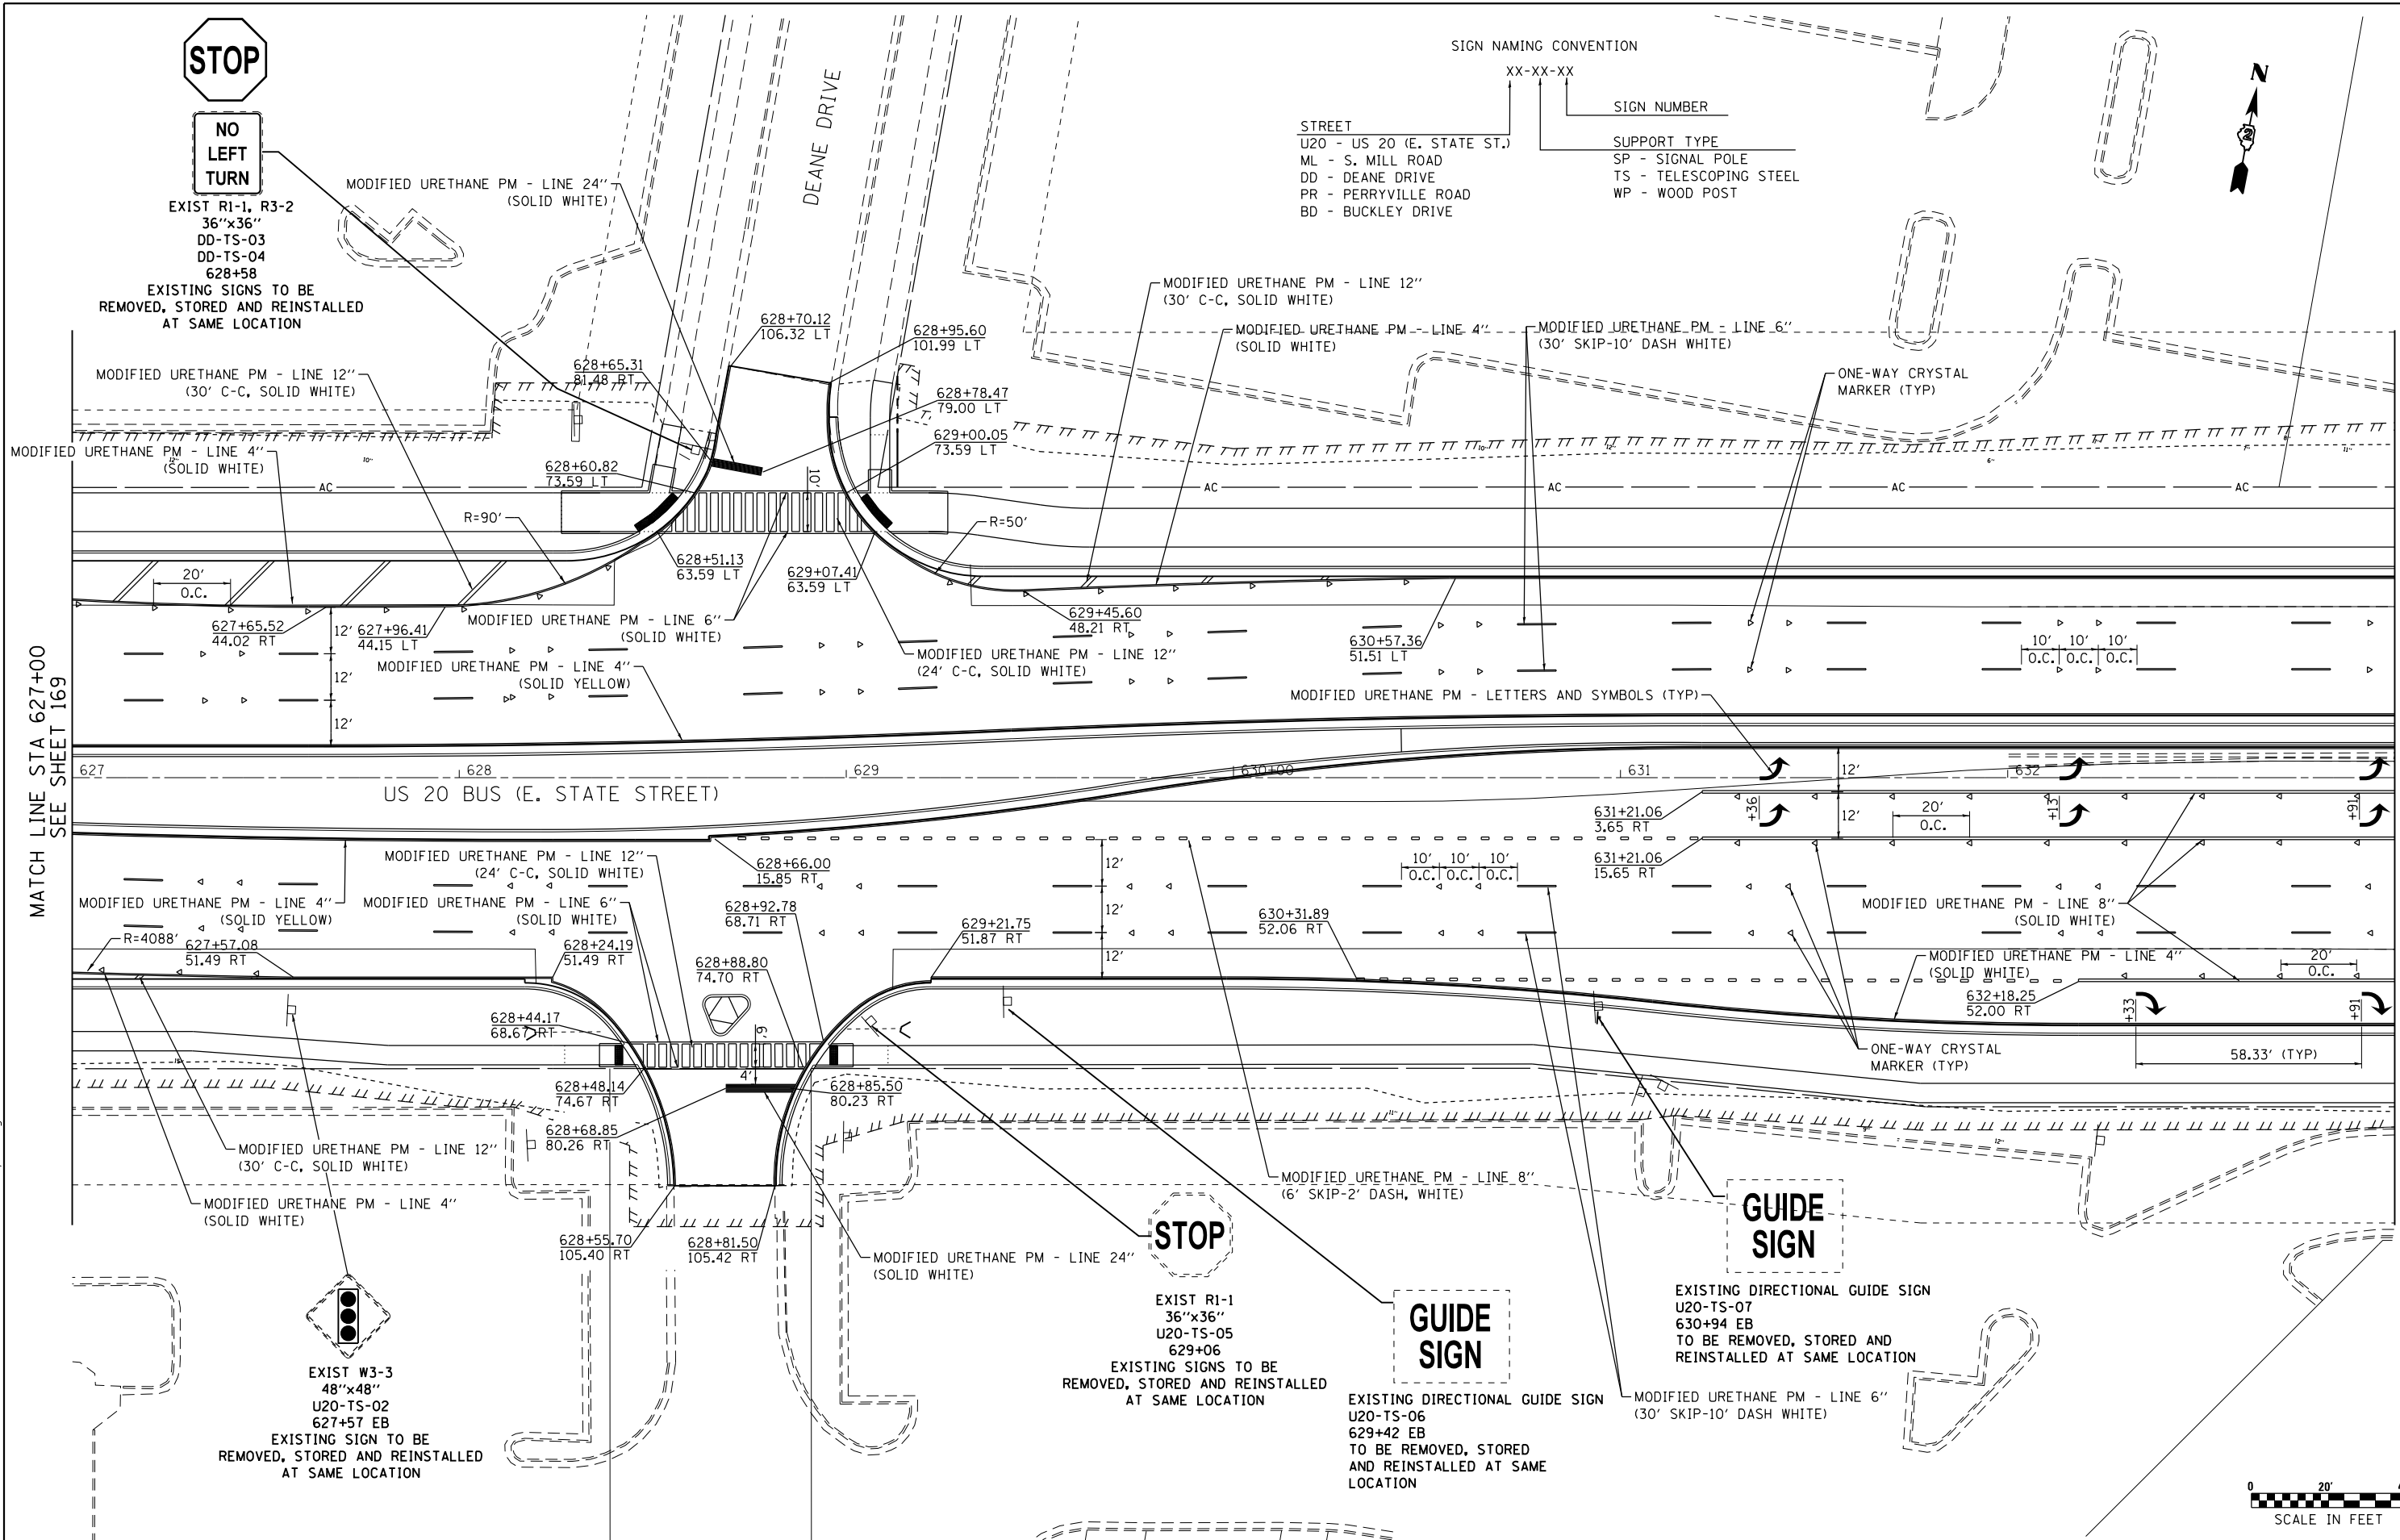 STOP
NO
LEFT
TURN
EXIST R1-1, R3-2
36"x36"
DD-TS-03
DD-TS-04
628+58
EXISTING SIGNS TO BE
REMOVED, STORED AND REINSTALLED
AT SAME LOCATION
MODIFIED URETHANE PM - LINE 24"
(SOLID WHITE)
DEANE DRIVE
SIGN NAMING CONVENTION
XX-XX-XX
SIGN NUMBER
STREET
U20 - US 20 (E. STATE ST.)
ML - S. MILL ROAD
DD - DEANE DRIVE
PR - PERRYVILLE ROAD
BD - BUCKLEY DRIVE
SUPPORT TYPE
SP - SIGNAL POLE
TS - TELESCOPING STEEL
WP - WOOD POST
N
2
MODIFIED URETHANE PM - LINE 12"
(30' C-C, SOLID WHITE)
MODIFIED URETHANE PM - LINE 4"
(SOLID WHITE)
MODIFIED URETHANE PM - LINE 6"
(30' SKIP-10' DASH WHITE)
ONE-WAY CRYSTAL
MARKER (TYP)
628+70.12
106.32 LT
628+95.60
101.99 LT
628+65.31
81.48 RT
628+78.47
79.00 LT
629+00.05
73.59 LT
628+60.82
73.59 LT
MODIFIED URETHANE PM - LINE 12"
(30' C-C, SOLID WHITE)
MODIFIED URETHANE PM - LINE 4"
(SOLID WHITE)
12"
10"
10"
12"
6"
7"
11"
AC
AC
AC
AC
AC
10'
R=90'
R=50'
628+51.13
63.59 LT
629+07.41
63.59 LT
20'
O.C.
627+65.52
44.02 RT
12'
627+96.41
44.15 LT
MODIFIED URETHANE PM - LINE 6"
(SOLID WHITE)
629+45.60
48.21 RT
630+57.36
51.51 LT
MODIFIED URETHANE PM - LINE 12"
(24' C-C, SOLID WHITE)
10' 10' 10'
O.C. O.C. O.C.
12'
12'
MODIFIED URETHANE PM - LINE 4"
(SOLID YELLOW)
MODIFIED URETHANE PM - LETTERS AND SYMBOLS (TYP)
MATCH LINE STA 627+00
SEE SHEET 169
627
628
629
630+00
631
632
US 20 BUS (E. STATE STREET)
12'
12'
631+21.06
3.65 RT
+36
20'
O.C.
+13
+91
631+21.06
15.65 RT
MODIFIED URETHANE PM - LINE 12"
(24' C-C, SOLID WHITE)
628+66.00
15.85 RT
12'
12'
12'
10' 10' 10'
O.C. O.C. O.C.
MODIFIED URETHANE PM - LINE 4"
(SOLID YELLOW)
MODIFIED URETHANE PM - LINE 6"
(SOLID WHITE)
628+92.78
68.71 RT
629+21.75
51.87 RT
630+31.89
52.06 RT
MODIFIED URETHANE PM - LINE 8"
(SOLID WHITE)
R=4088'
627+57.08
51.49 RT
628+24.19
51.49 RT
628+88.80
74.70 RT
MODIFIED URETHANE PM - LINE 4"
(SOLID WHITE)
20'
O.C.
632+18.25
52.00 RT
+33
+91
628+44.17
68.67 RT
6'
4'
ONE-WAY CRYSTAL
MARKER (TYP)
58.33' (TYP)
628+48.14
74.67 RT
628+85.50
80.23 RT
628+68.85
80.26 RT
12"
MODIFIED URETHANE PM - LINE 12"
(30' C-C, SOLID WHITE)
MODIFIED URETHANE PM - LINE 4"
(SOLID WHITE)
628+55.70
105.40 RT
628+81.50
105.42 RT
MODIFIED URETHANE PM - LINE 24"
(SOLID WHITE)
MODIFIED URETHANE PM - LINE 8"
(6' SKIP-2' DASH, WHITE)
STOP
EXIST R1-1
36"x36"
U20-TS-05
629+06
EXISTING SIGNS TO BE
REMOVED, STORED AND REINSTALLED
AT SAME LOCATION
GUIDE
SIGN
EXISTING DIRECTIONAL GUIDE SIGN
U20-TS-07
630+94 EB
TO BE REMOVED, STORED AND
REINSTALLED AT SAME LOCATION
GUIDE
SIGN
EXISTING DIRECTIONAL GUIDE SIGN
U20-TS-06
629+42 EB
TO BE REMOVED, STORED
AND REINSTALLED AT SAME
LOCATION
MODIFIED URETHANE PM - LINE 6"
(30' SKIP-10' DASH WHITE)
EXIST W3-3
48"x48"
U20-TS-02
627+57 EB
EXISTING SIGN TO BE
REMOVED, STORED AND REINSTALLED
AT SAME LOCATION
0 20'
SCALE IN FEET